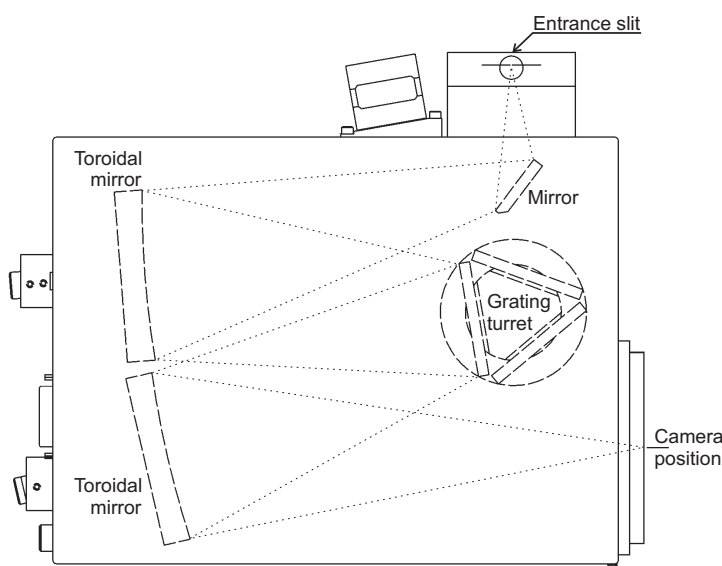 Entrance slit
Toroidal
mirror
Mirror
Grating
turret
Camera
position
Toroidal
mirror